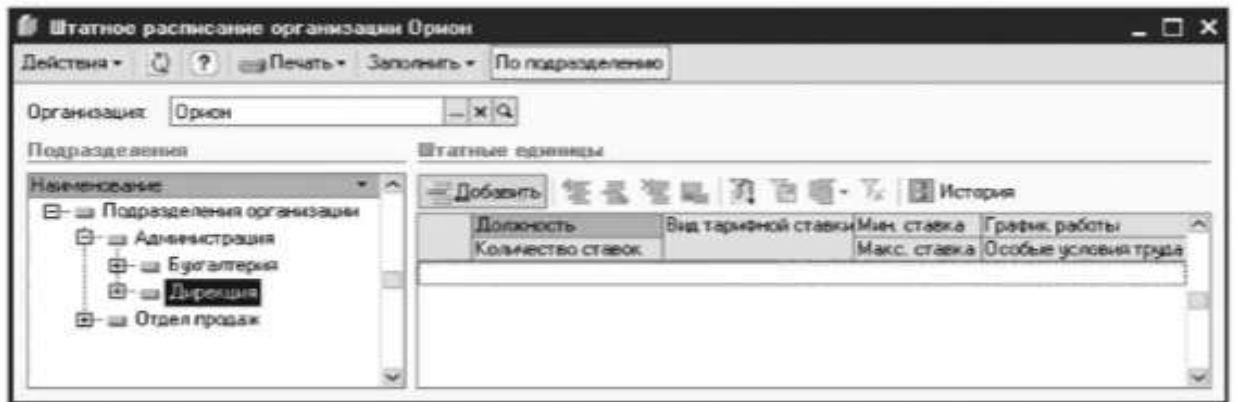 Штатное расписание организации Орион
Действия ? Печать Заполнить По подразделению
Организация: Орион ... × 
Подразделения
Штатные единицы
Наименование
Добавить История
Подразделения организации
Администрация
Бухгалтерия
Дирекция
Отдел продаж
Должность Вид тарифной ставки Мин. ставка График работы
Количество ставок Макс. ставка Особые условия труда